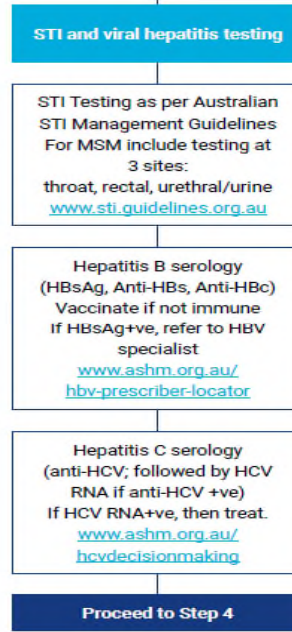 STI and viral hepatitis testing
STI Testing as per Australian
STI Management Guidelines
For MSM include testing at
3 sites:
throat, rectal, urethral/urine
www.sti.guidelines.org.au
Hepatitis B serology
(HBsAg, Anti-HBs, Anti-HBc)
Vaccinate if not immune
If HBsAg+ve, refer to HBV
specialist
www.ashm.org.au/
hbv-prescriber-locator
Hepatitis C serology
(anti-HCV; followed by HCV
RNA if anti-HCV +ve)
If HCV RNA+ve, then treat.
www.ashm.org.au/
hcvdecisionmaking
Proceed to Step 4